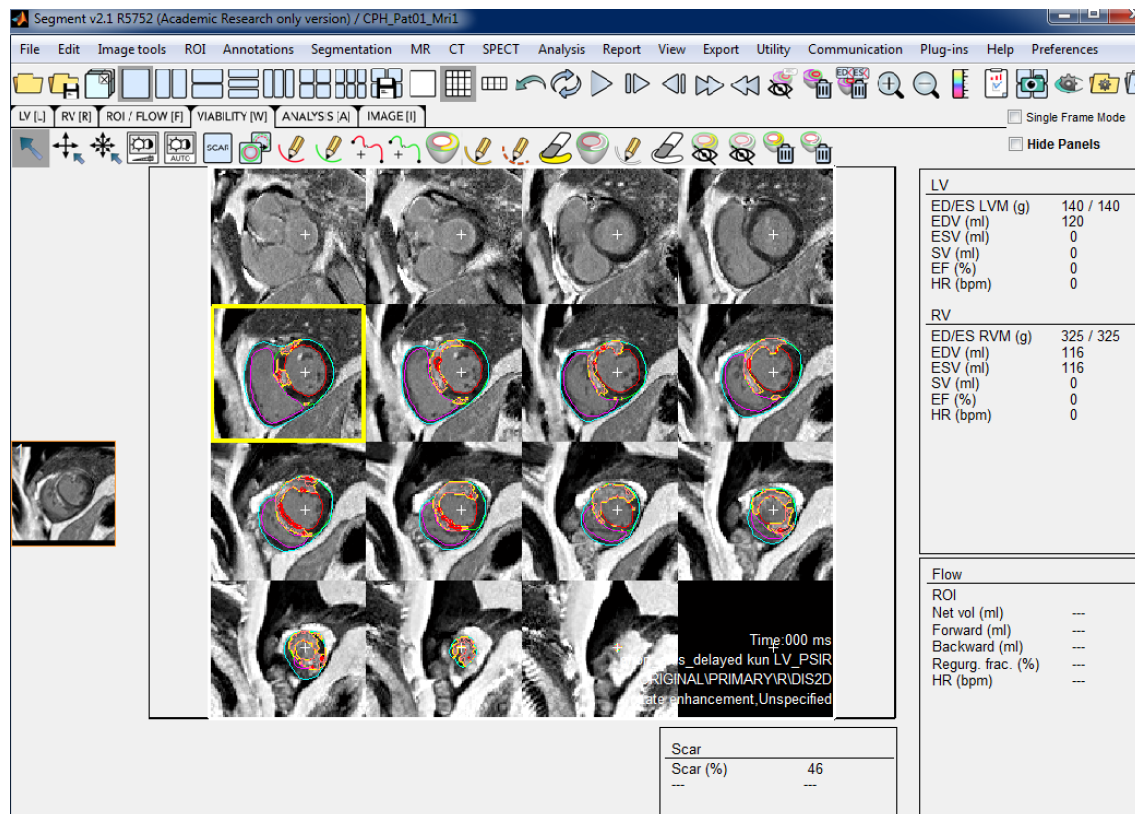 Segment v2.1 R5752 (Academic Research only version) / CPH_Pat01_Mri1
File Edit Image tools ROI Annotations Segmentation MR CT SPECT Analysis Report View Export Utility Communication Plug-ins Help Preferences
ED ES
LV [L] RV [R] ROI / FLOW [F] VIABILITY [W] ANALYSIS [A] IMAGE [I]
Single Frame Mode
AUTO SCAR
Hide Panels
LV
ED/ES LVM (g) 140 / 140
EDV (ml) 120
ESV (ml) 0
SV (ml) 0
EF (%) 0
HR (bpm) 0
RV
ED/ES RVM (g) 325 / 325
EDV (ml) 116
ESV (ml) 116
SV (ml) 0
EF (%) 0
HR (bpm) 0
Time:000 ms
s_delayed kun LV_PSIR
RIGINAL\PRIMARY\R\DIS2D
ate enhancement,Unspecified
Flow
ROI
Net vol (ml) ---
Forward (ml) ---
Backward (ml) ---
Regurg. frac. (%) ---
HR (bpm) ---
Scar
Scar (%) 46
--- ---